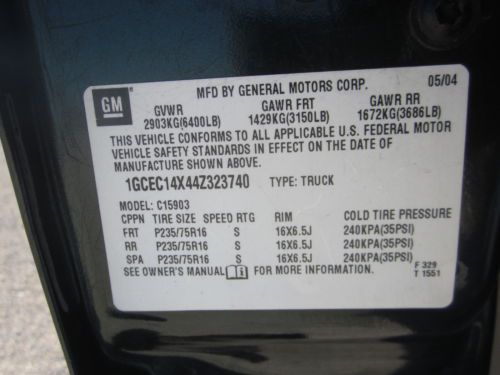 MFD BY GENERAL MOTORS CORP. 05/04
GM
GVWR GAWR FRT GAWR RR
2903KG(6400LB) 1429KG(3150LB) 1672KG(3686LB)
THIS VEHICLE CONFORMS TO ALL APPLICABLE U.S. FEDERAL MOTOR
VEHICLE SAFETY STANDARDS IN EFFECT ON THE DATE OF
MANUFACTURE SHOWN ABOVE.
1GCEC14X44Z323740 TYPE: TRUCK
MODEL: C15903
CPPN TIRE SIZE SPEED RTG RIM COLD TIRE PRESSURE
FRT P235/75R16 S 16X6.5J 240KPA(35PSI)
RR P235/75R16 S 16X6.5J 240KPA(35PSI)
SPA P235/75R16 S 16X6.5J 240KPA(35PSI)
SEE OWNER'S MANUAL FOR MORE INFORMATION. F 329
T 1551